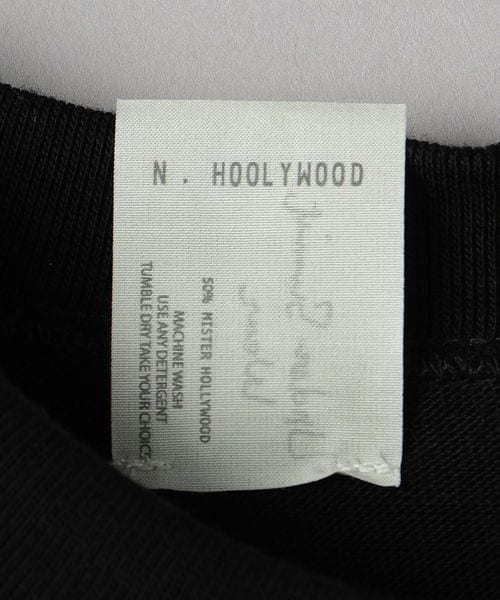 N. HOOLYWOOD
50% MISTER HOLLYWOOD
MACHINE WASH
USE ANY DETERGENT
TUMBLE DRY TAKE YOUR CHOICE